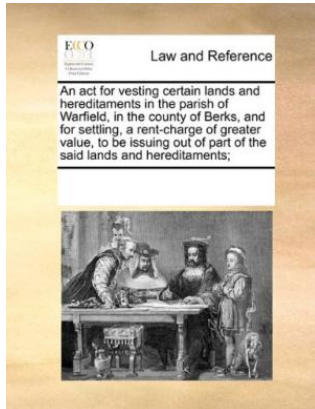 ECCO
Law and Reference
An act for vesting certain lands and
hereditaments in the parish of
Warfield, in the county of Berks, and
for settling, a rent-charge of greater
value, to be issuing out of part of the
said lands and hereditaments;